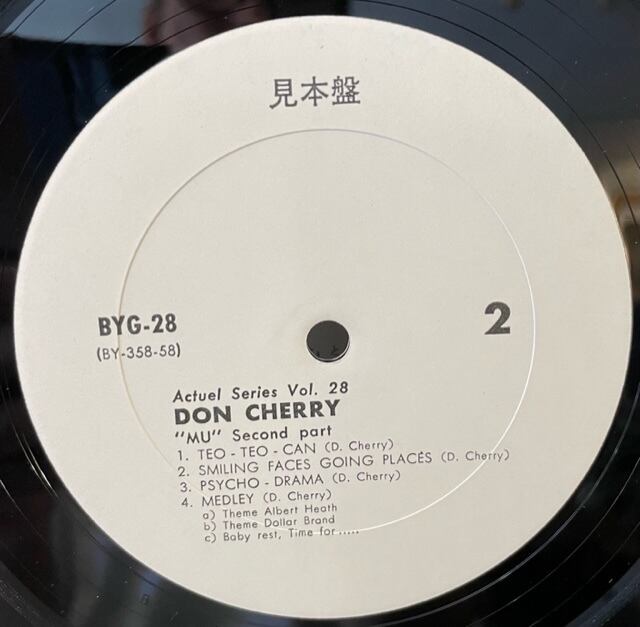 見本盤
BYG-28
(BY-358-58)
2
Actuel Series Vol. 28
DON CHERRY
"MU" Second part
1. TEO - TEO - CAN (D. Cherry)
2. SMILING FACES GOING PLACÉS (D. Cherry)
3. PSYCHO - DRAMA (D. Cherry)
4. MEDLEY (D. Cherry)
a) Theme Albert Heath
b) Theme Dollar Brand
c) Baby rest, Time for .....